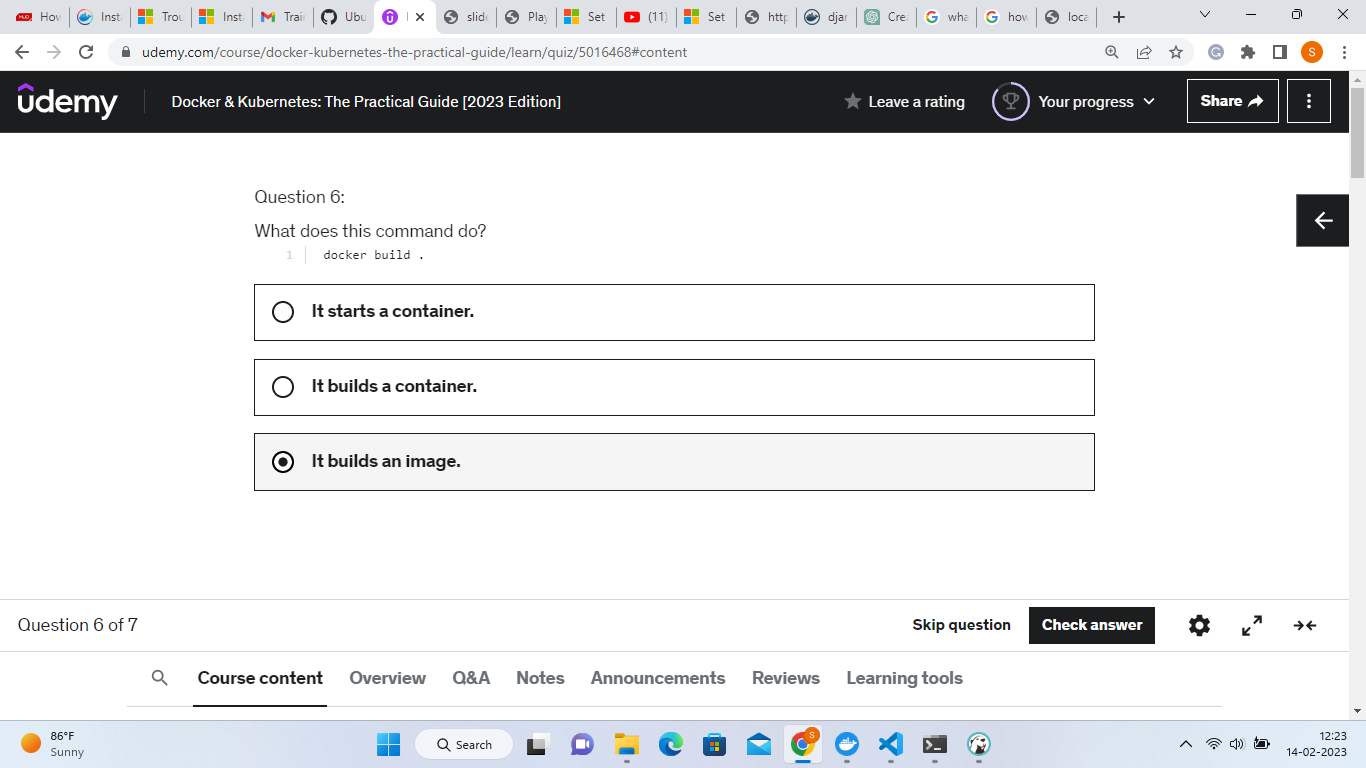 How
Inst
Trou
Inst
Train
Ubu
slide
Play
Set
(11)
Set
http
djan
Crea
wha
how
loca
udemy.com/course/docker-kubernetes-the-practical-guide/learn/quiz/5016468#content
S
ûdemy
Docker & Kubernetes: The Practical Guide [2023 Edition]
Leave a rating
Your progress
Share
Question 6:
What does this command do?
1 docker build .
It starts a container.
It builds a container.
It builds an image.
Question 6 of 7
Skip question
Check answer
Course content
Overview
Q&A
Notes
Announcements
Reviews
Learning tools
86°F
Sunny
Search
S
12:23
14-02-2023